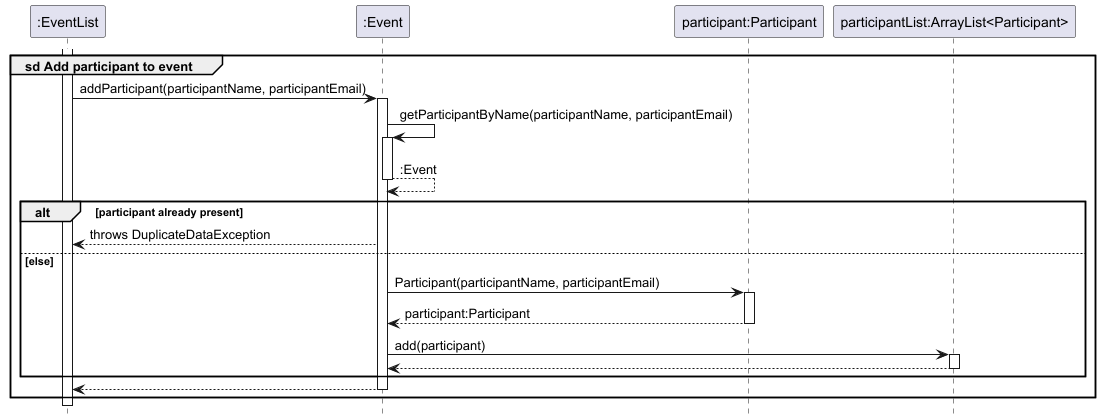 :EventList
:Event
participant:Participant
participantList:ArrayList<Participant>
sd Add participant to event
addParticipant(participantName, participantEmail)
getParticipantByName(participantName, participantEmail)
:Event
alt
[participant already present]
throws DuplicateDataException
[else]
Participant(participantName, participantEmail)
participant:Participant
add(participant)